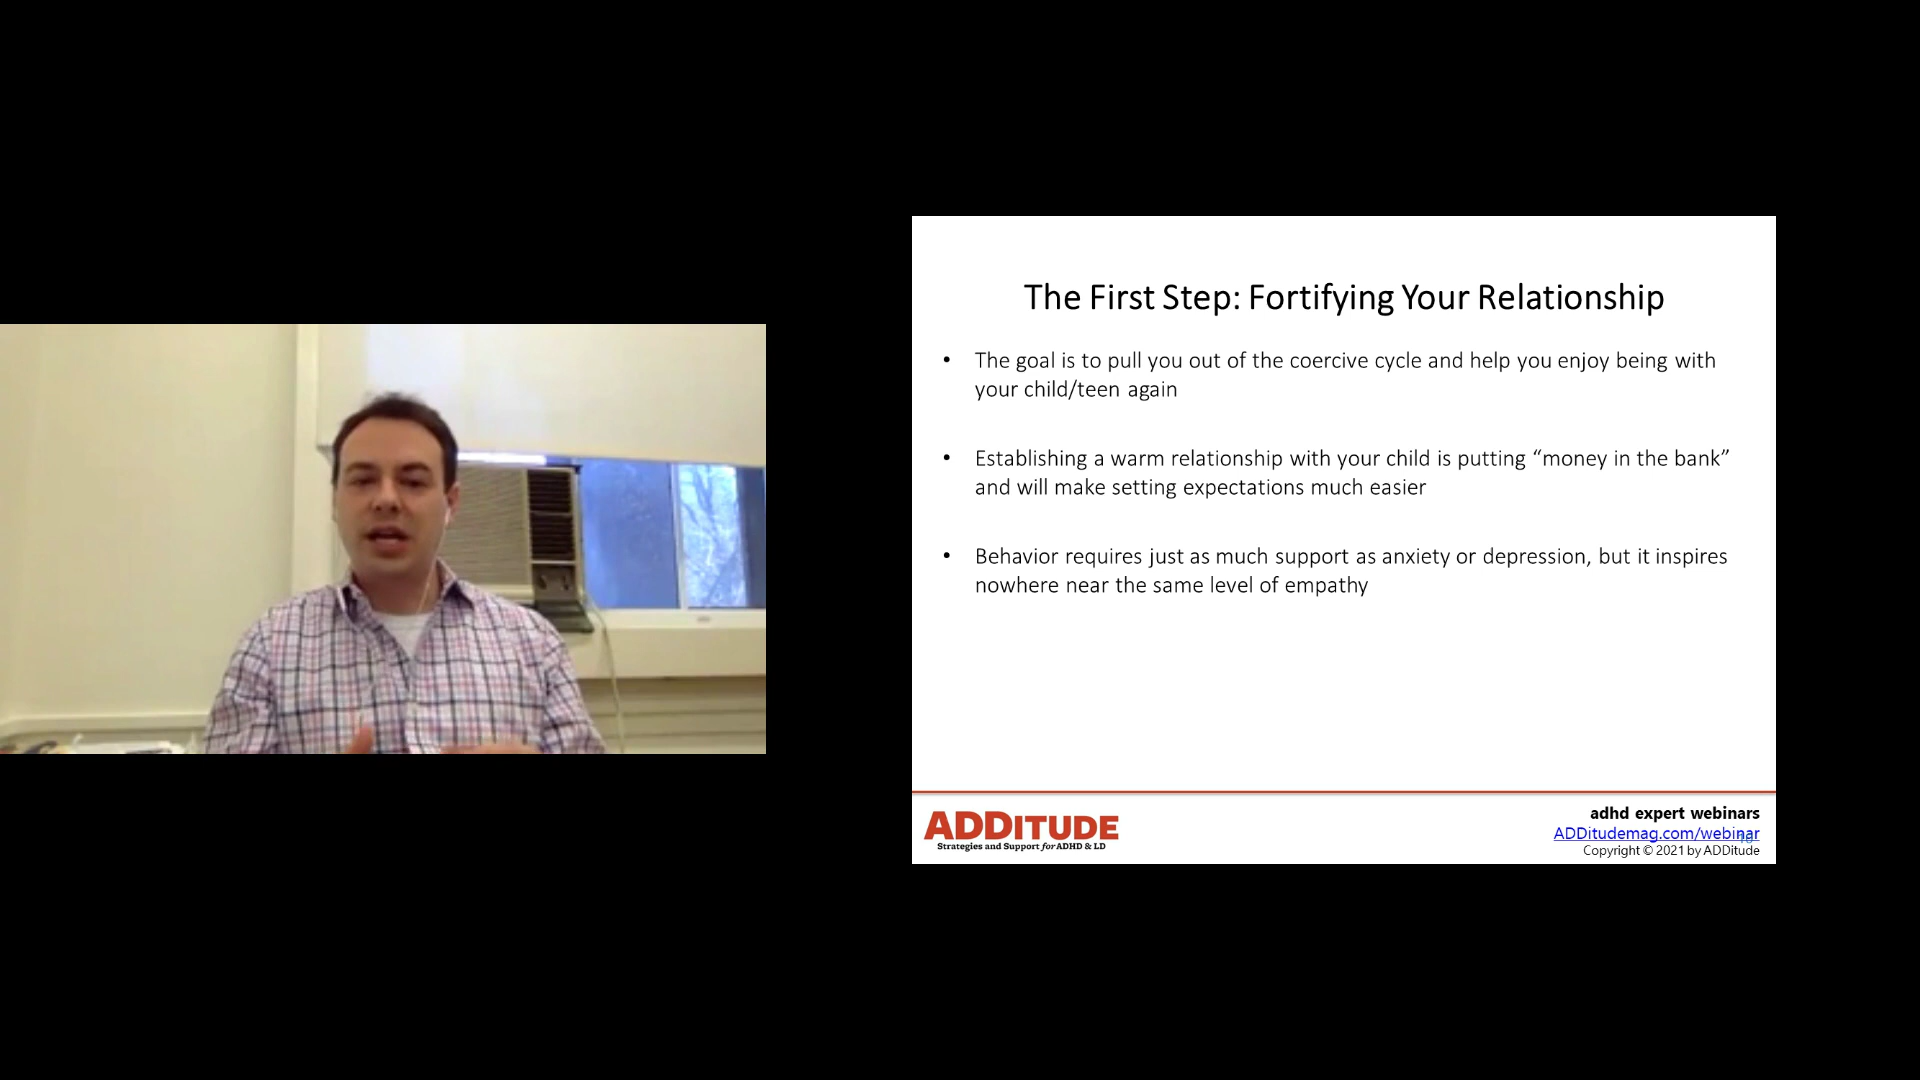 The First Step: Fortifying Your Relationship
• The goal is to pull you out of the coercive cycle and help you enjoy being with
your child/teen again
• Establishing a warm relationship with your child is putting “money in the bank”
and will make setting expectations much easier
• Behavior requires just as much support as anxiety or depression, but it inspires
nowhere near the same level of empathy
ADDITUDE
Strategies and Support for ADHD & LD
adhd expert webinars
ADDitudemag.com/webinar
Copyright © 2021 by ADDitude